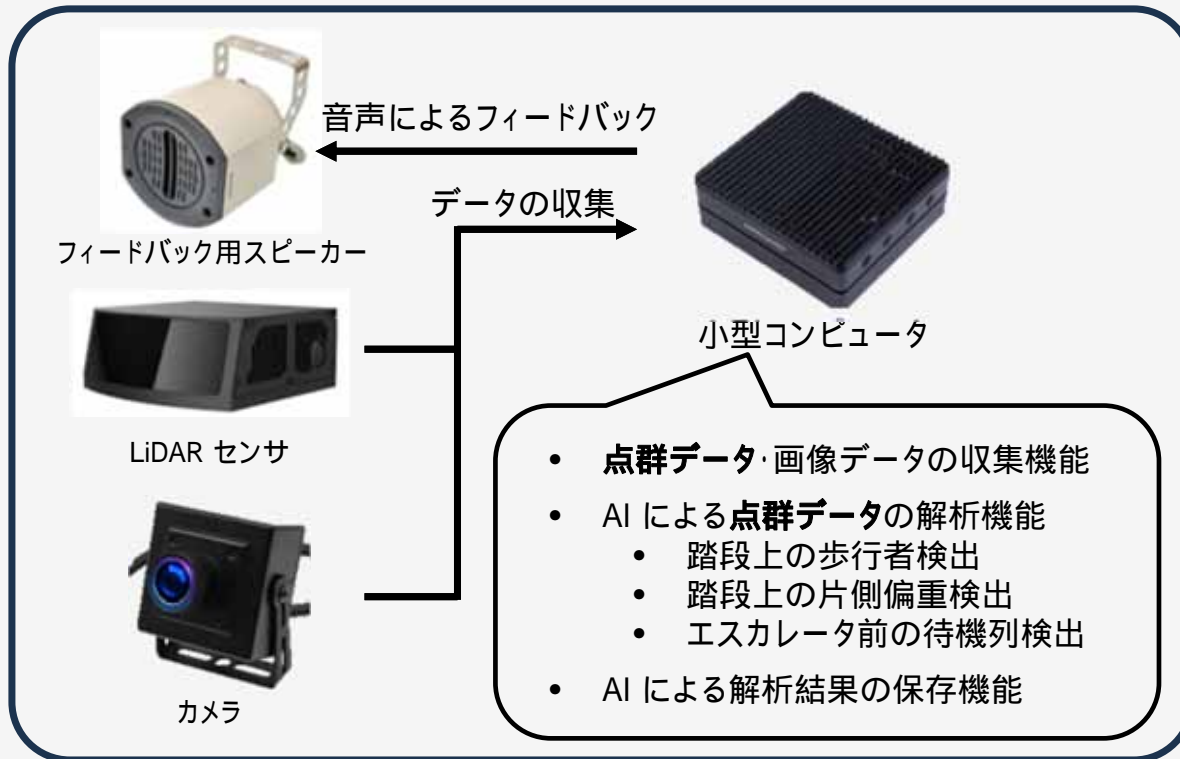 音声によるフィードバック
データの収集
フィードバック用スピーカー
小型コンピュータ
LiDAR センサ
カメラ
• 点群データ・画像データの収集機能
• AI による点群データの解析機能
• 踏段上の歩行者検出
• 踏段上の片側偏重検出
• エスカレータ前の待機列検出
• AI による解析結果の保存機能